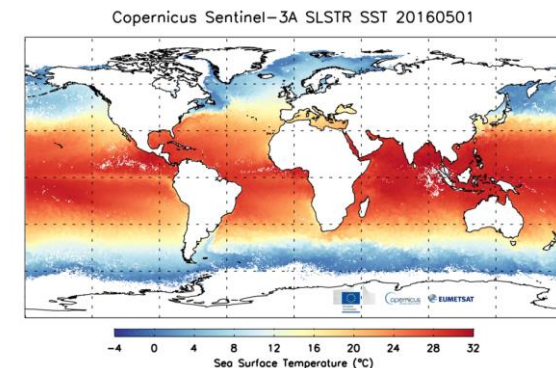 Copernicus Sentinel-3A SLSTR SST 20160501
opernicus
EUMETSAT
-4 0 4 8 12 16 20 24 28 32
Sea Surface Temperature (°C)